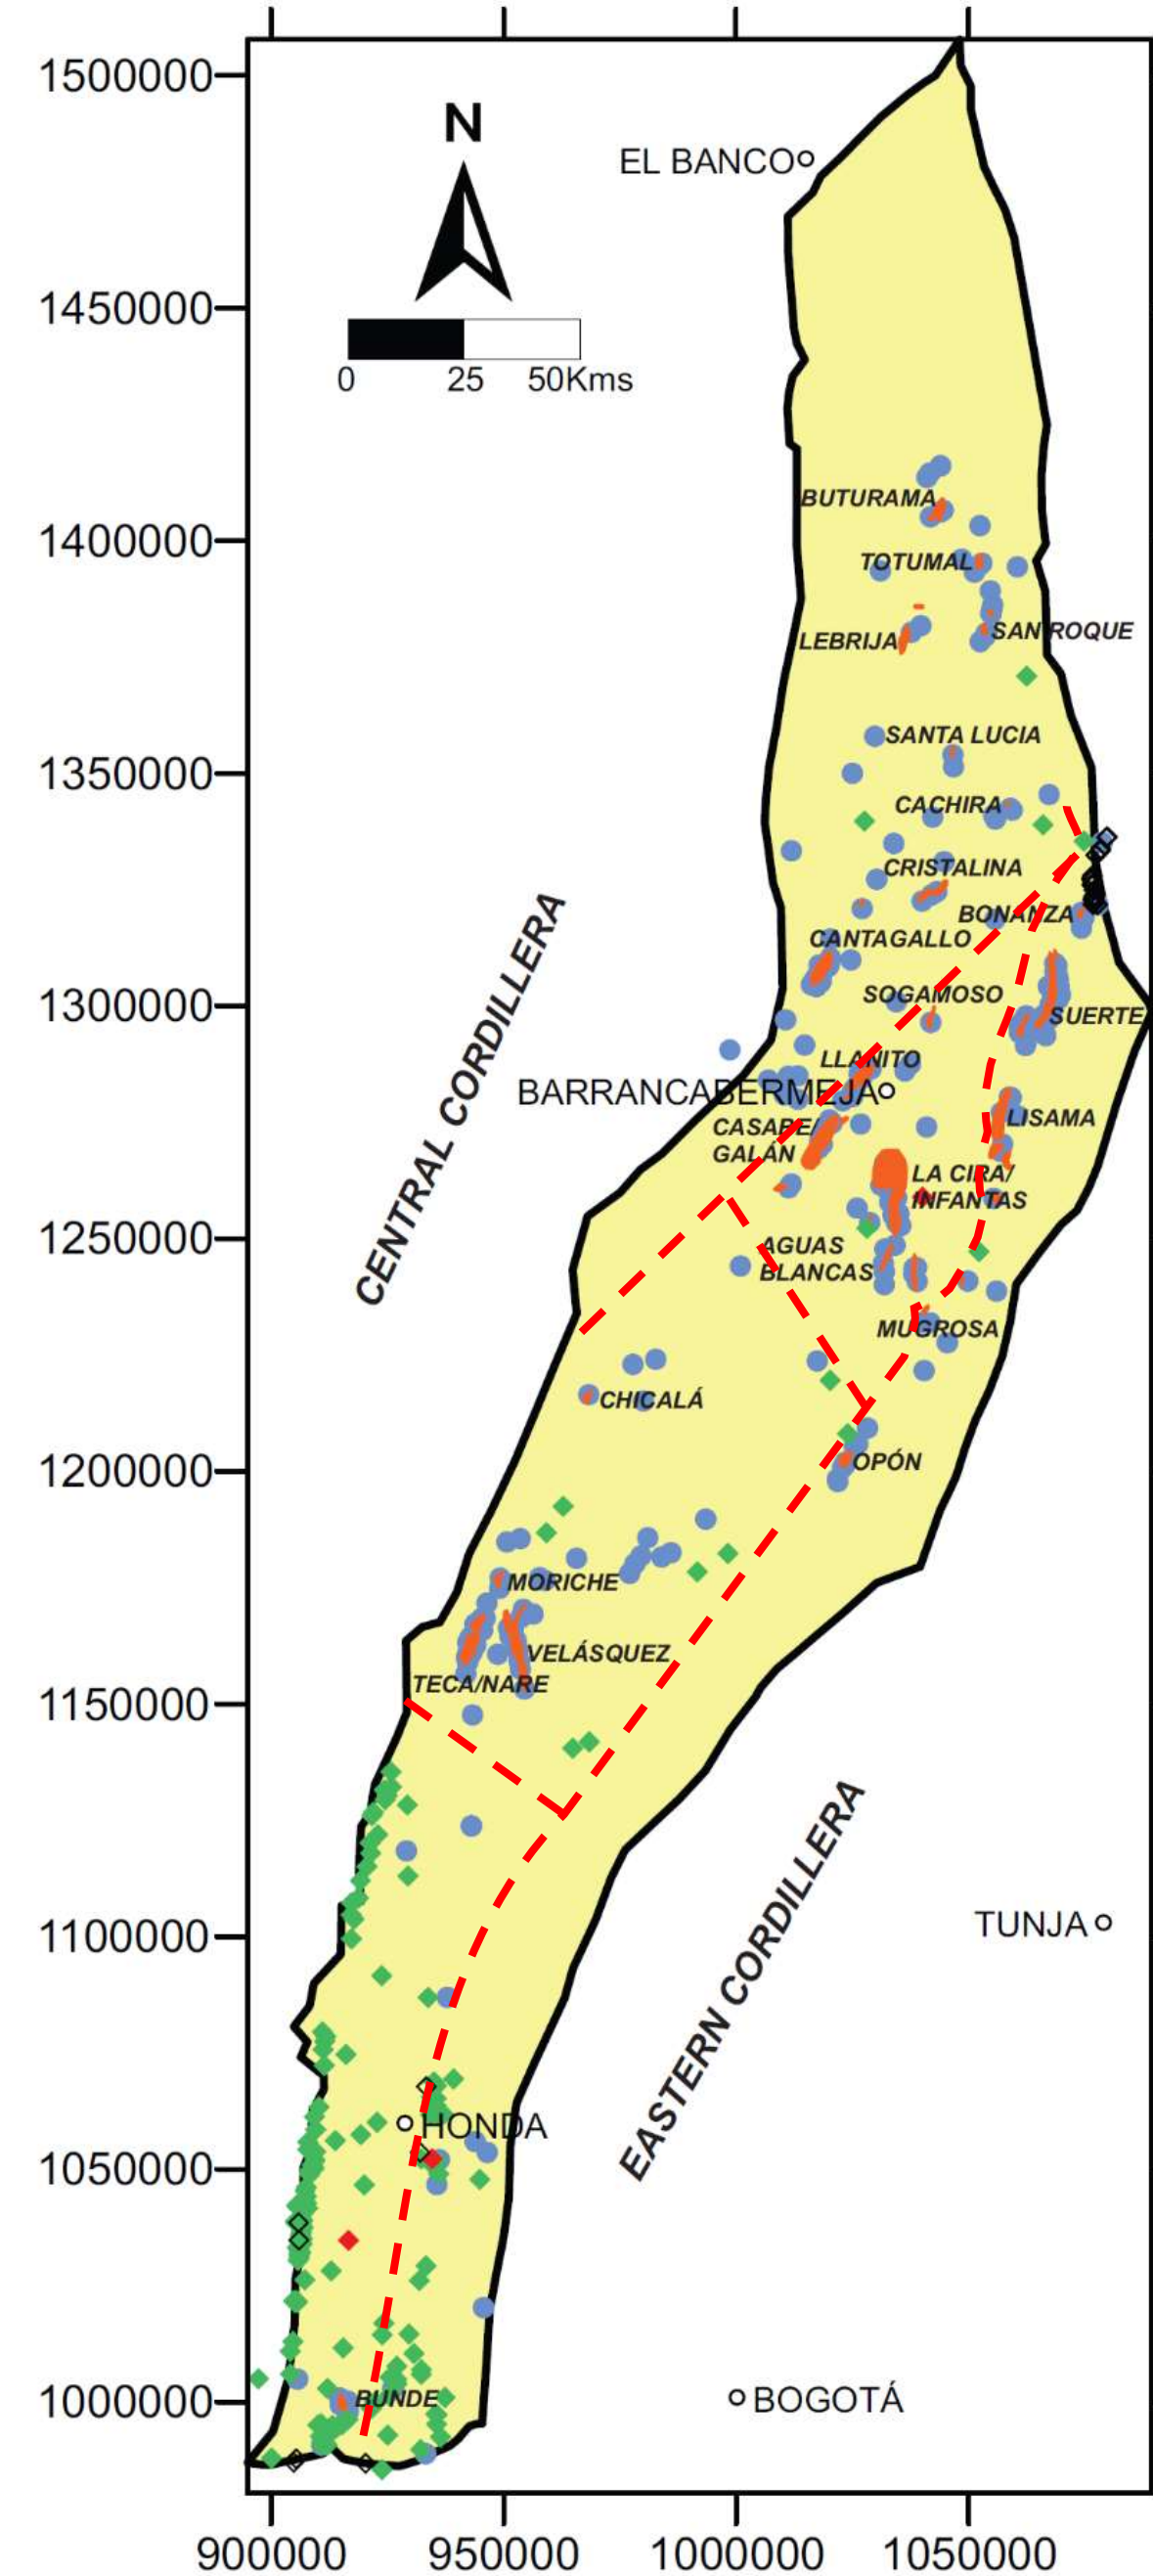 1500000
N
EL BANCO
1450000
0 25 50Kms
BUTURAMA
1400000
TOTUMAL
SAN ROQUE
LEBRIJA
SANTA LUCIA
1350000
CACHIRA
CRISTALINA
BONANZA
CANTAGALLO
SOGAMOSO
1300000
SUERTE
LLANITO
BARRANCABERMEJA
LISAMA
CASABE/
GALÁN
CENTRAL CORDILLERA
LA CIRA/
INFANTAS
1250000
AGUAS
BLANCAS
MUGROSA
CHICALÁ
OPÓN
1200000
MORICHE
VELÁSQUEZ
TECA/NARE
1150000
TUNJA
1100000
EASTERN CORDILLERA
HONDA
1050000
BUNDE
1000000
BOGOTÁ
900000 950000 1000000 1050000